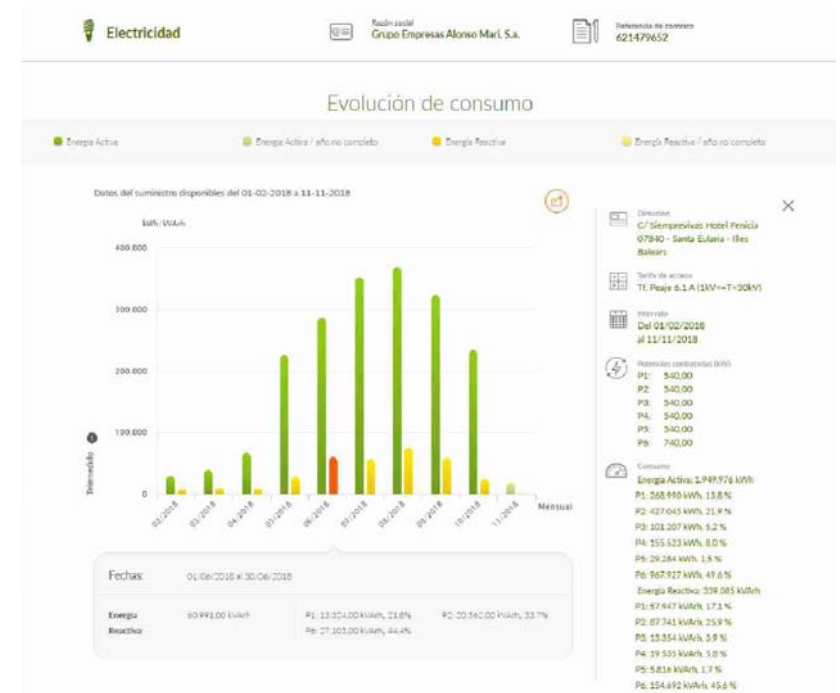 Electricidad
Razón social
Grupo Empresas Alonso Mari, S.a.
Referencia de contrato
621479652
Evolución de consumo
Energía Activa
Energía Activa / año no completo
Energía Reactiva
Energía Reactiva / año no completo
Datos del suministro disponibles del 01-02-2018 a 11-11-2018
kWh/kVArh
400.000
300.000
200.000
100.000
0
Telemedido
02/2018
03/2018
04/2018
05/2018
06/2018
07/2018
08/2018
09/2018
10/2018
11/2018
Mensual
Fechas:
01/06/2018 al 30/06/2018
Energía
Reactiva:
60.991,00 kVArh
P1: 13.324,00 kVArh, 21,8%
P2: 20.562,00 kVArh, 33,7%
P6: 27.103,00 kVArh, 44,4%
Dirección
C/ Siemprevivas Hotel Fenicia
07840 - Santa Eularia - Illes
Balears
Tarifa de acceso
Tf. Peaje 6.1 A (1kV<=T<30kV)
Intervalo
Del 01/02/2018
al 11/11/2018
Potencias contratadas (kW)
P1: 540,00
P2: 540,00
P3: 540,00
P4: 540,00
P5: 540,00
P6: 740,00
Consumo
Energía Activa: 1.949.976 kWh
P1: 268.990 kWh, 13,8 %
P2: 427.045 kWh, 21,9 %
P3: 101.207 kWh, 5,2 %
P4: 155.523 kWh, 8,0 %
P5: 29.284 kWh, 1,5 %
P6: 967.927 kWh, 49,6 %
Energía Reactiva: 339.085 kVArh
P1: 57.947 kVArh, 17,1 %
P2: 87.741 kVArh, 25,9 %
P3: 13.354 kVArh, 3,9 %
P4: 19.535 kVArh, 5,8 %
P5: 5.816 kVArh, 1,7 %
P6: 154.692 kVArh, 45,6 %